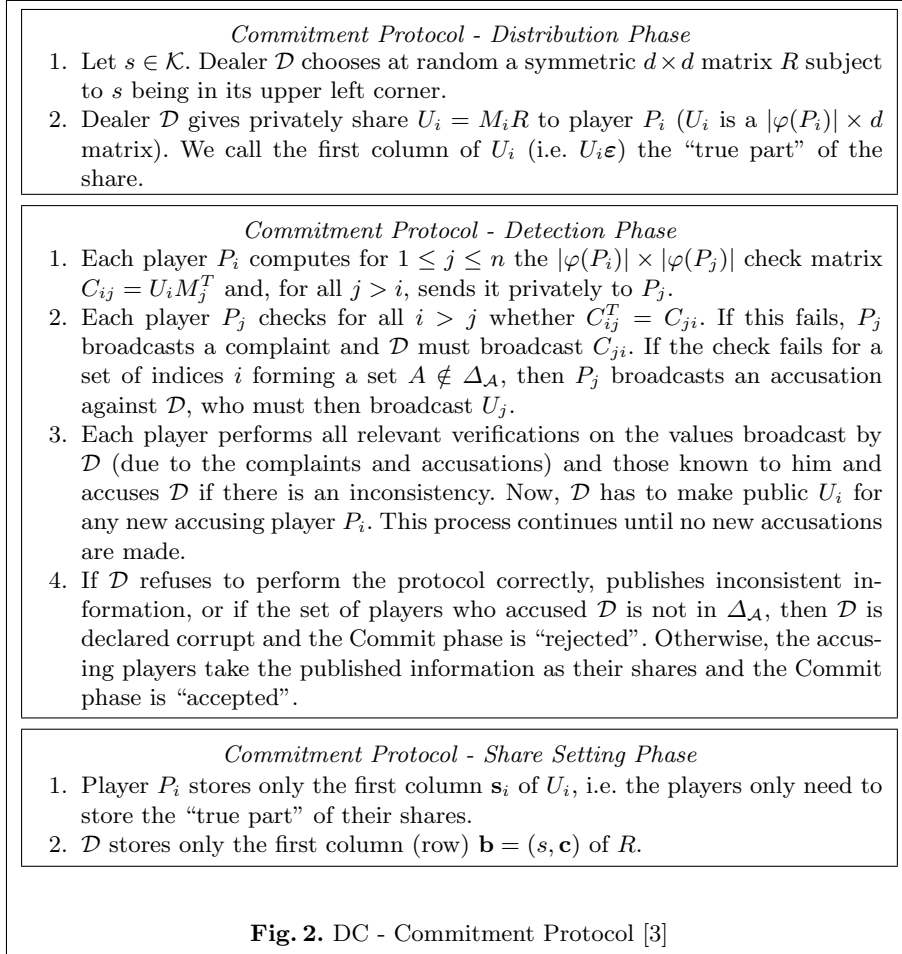 Commitment Protocol - Distribution Phase
1. Let s ∈ 𝒦. Dealer 𝒟 chooses at random a symmetric d × d matrix R subject
to s being in its upper left corner.
2. Dealer 𝒟 gives privately share U_i = M_i R to player P_i (U_i is a |φ(P_i)| × d
matrix). We call the first column of U_i (i.e. U_i ε) the “true part” of the
share.
Commitment Protocol - Detection Phase
1. Each player P_i computes for 1 ≤ j ≤ n the |φ(P_i)| × |φ(P_j)| check matrix
C_{ij} = U_i M_j^T and, for all j > i, sends it privately to P_j.
2. Each player P_j checks for all i > j whether C_{ij}^T = C_{ji}. If this fails, P_j
broadcasts a complaint and 𝒟 must broadcast C_{ji}. If the check fails for a
set of indices i forming a set A ∉ Δ_𝒜, then P_j broadcasts an accusation
against 𝒟, who must then broadcast U_j.
3. Each player performs all relevant verifications on the values broadcast by
𝒟 (due to the complaints and accusations) and those known to him and
accuses 𝒟 if there is an inconsistency. Now, 𝒟 has to make public U_i for
any new accusing player P_i. This process continues until no new accusations
are made.
4. If 𝒟 refuses to perform the protocol correctly, publishes inconsistent in-
formation, or if the set of players who accused 𝒟 is not in Δ_𝒜, then 𝒟 is
declared corrupt and the Commit phase is “rejected”. Otherwise, the accus-
ing players take the published information as their shares and the Commit
phase is “accepted”.
Commitment Protocol - Share Setting Phase
1. Player P_i stores only the first column s_i of U_i, i.e. the players only need to
store the “true part” of their shares.
2. 𝒟 stores only the first column (row) b = (s, c) of R.
Fig. 2. DC - Commitment Protocol [3]